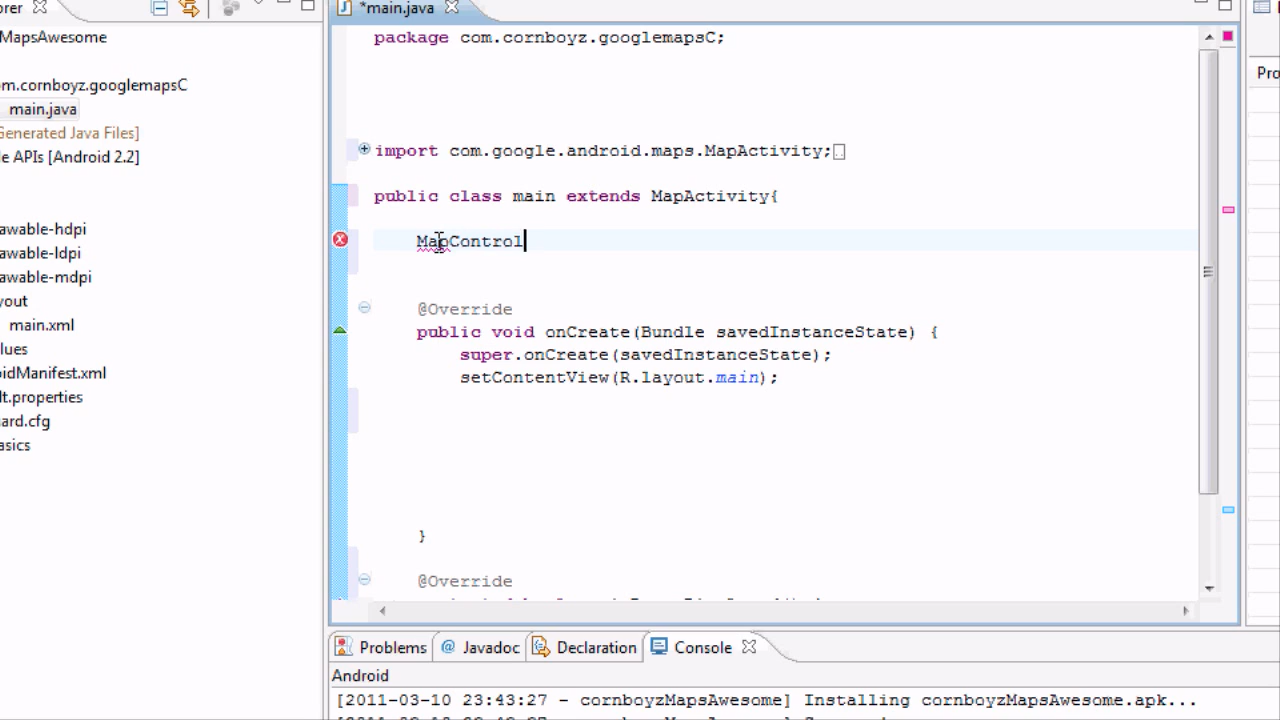 orer
MapsAwesome
om.cornboyz.googlemapsC
main.java
Generated Java Files]
le APIs [Android 2.2]
awable-hdpi
awable-ldpi
awable-mdpi
yout
main.xml
lues
oidManifest.xml
lt.properties
uard.cfg
asics
*main.java
package com.cornboyz.googlemapsC;
import com.google.android.maps.MapActivity;
public class main extends MapActivity{
MapControl
@Override
public void onCreate(Bundle savedInstanceState) {
super.onCreate(savedInstanceState);
setContentView(R.layout.main);
}
@Override
Pro
Problems @ Javadoc Declaration Console
Android
[2011-03-10 23:43:27 - cornboyzMapsAwesome] Installing cornboyzMapsAwesome.apk...